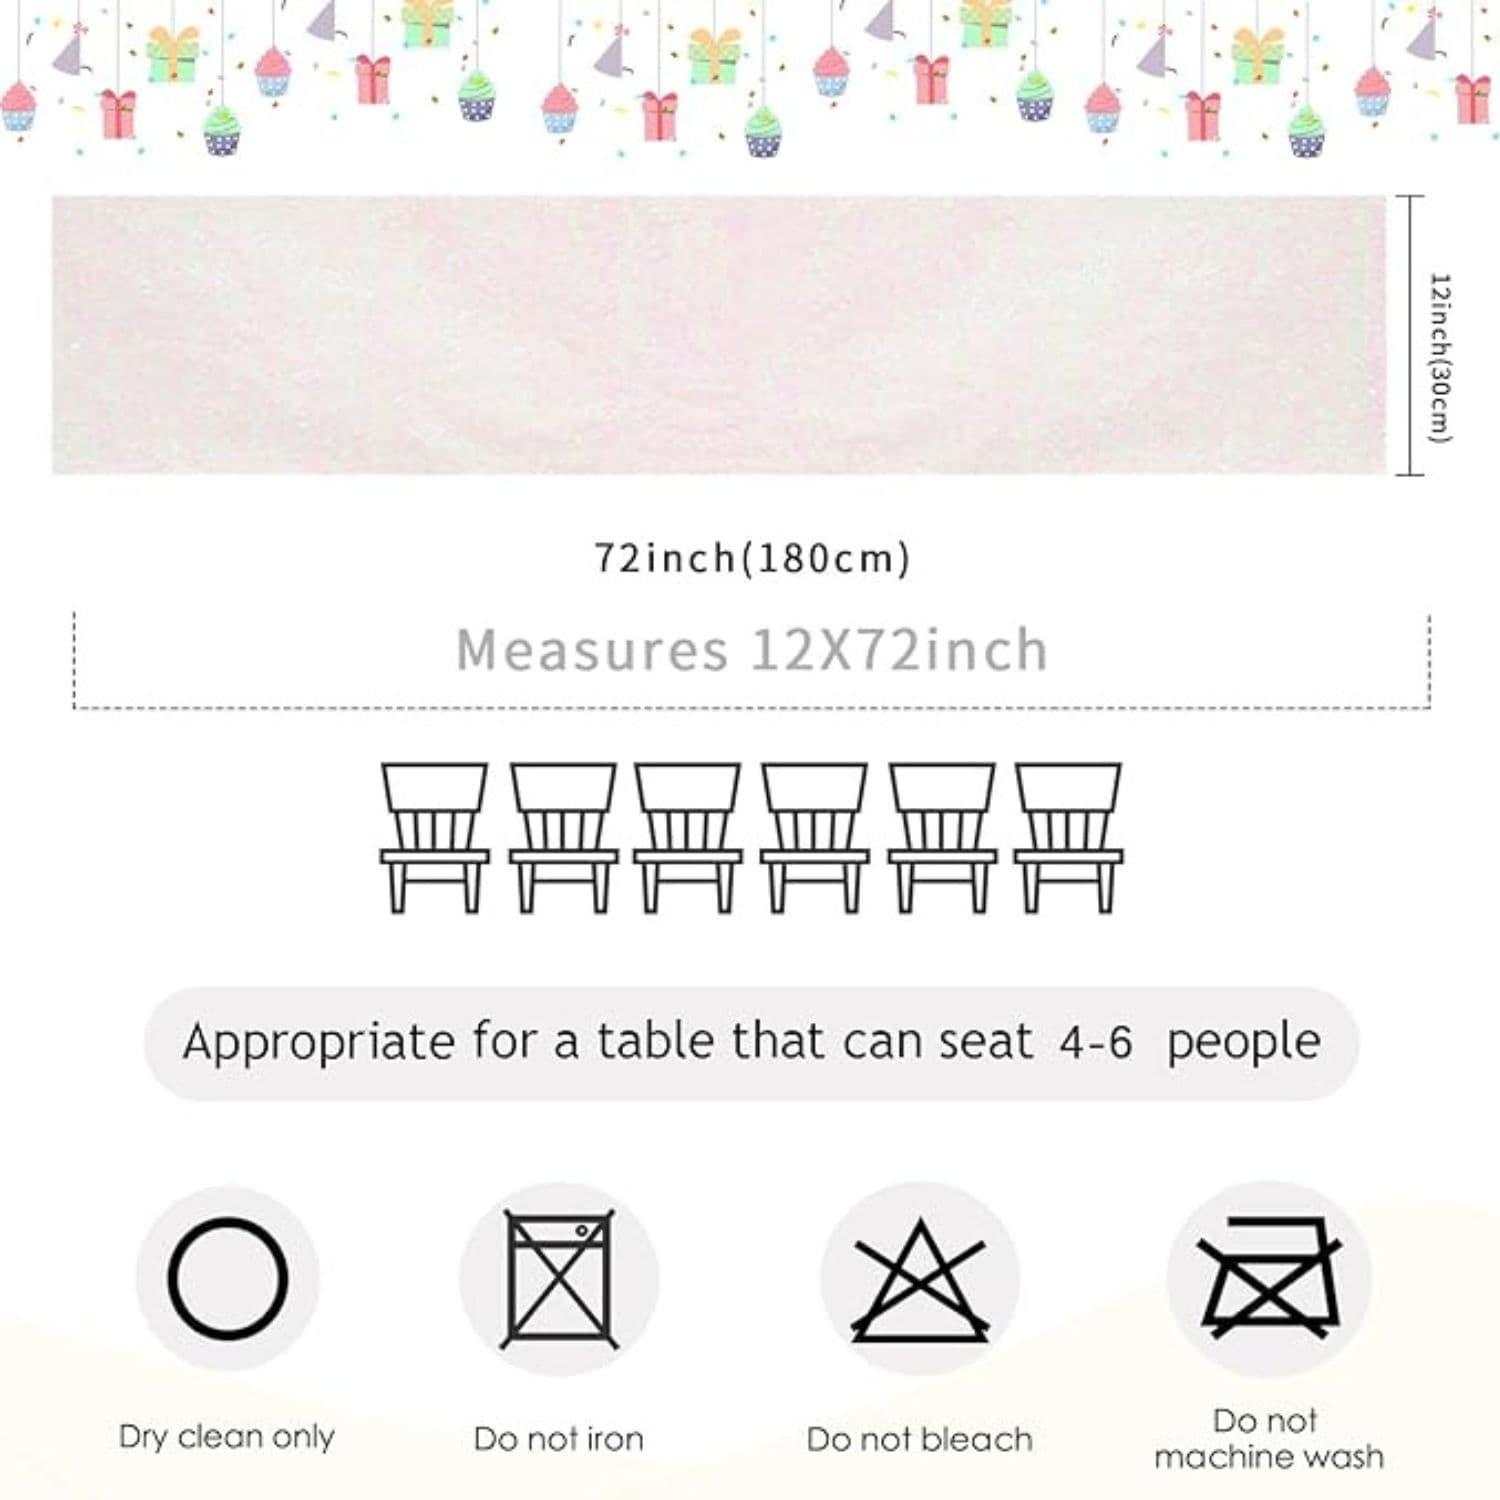 12inch(30cm)
72inch(180cm)
Measures 12X72inch
Appropriate for a table that can seat 4-6 people
Dry clean only
Do not iron
Do not bleach
Do not
machine wash